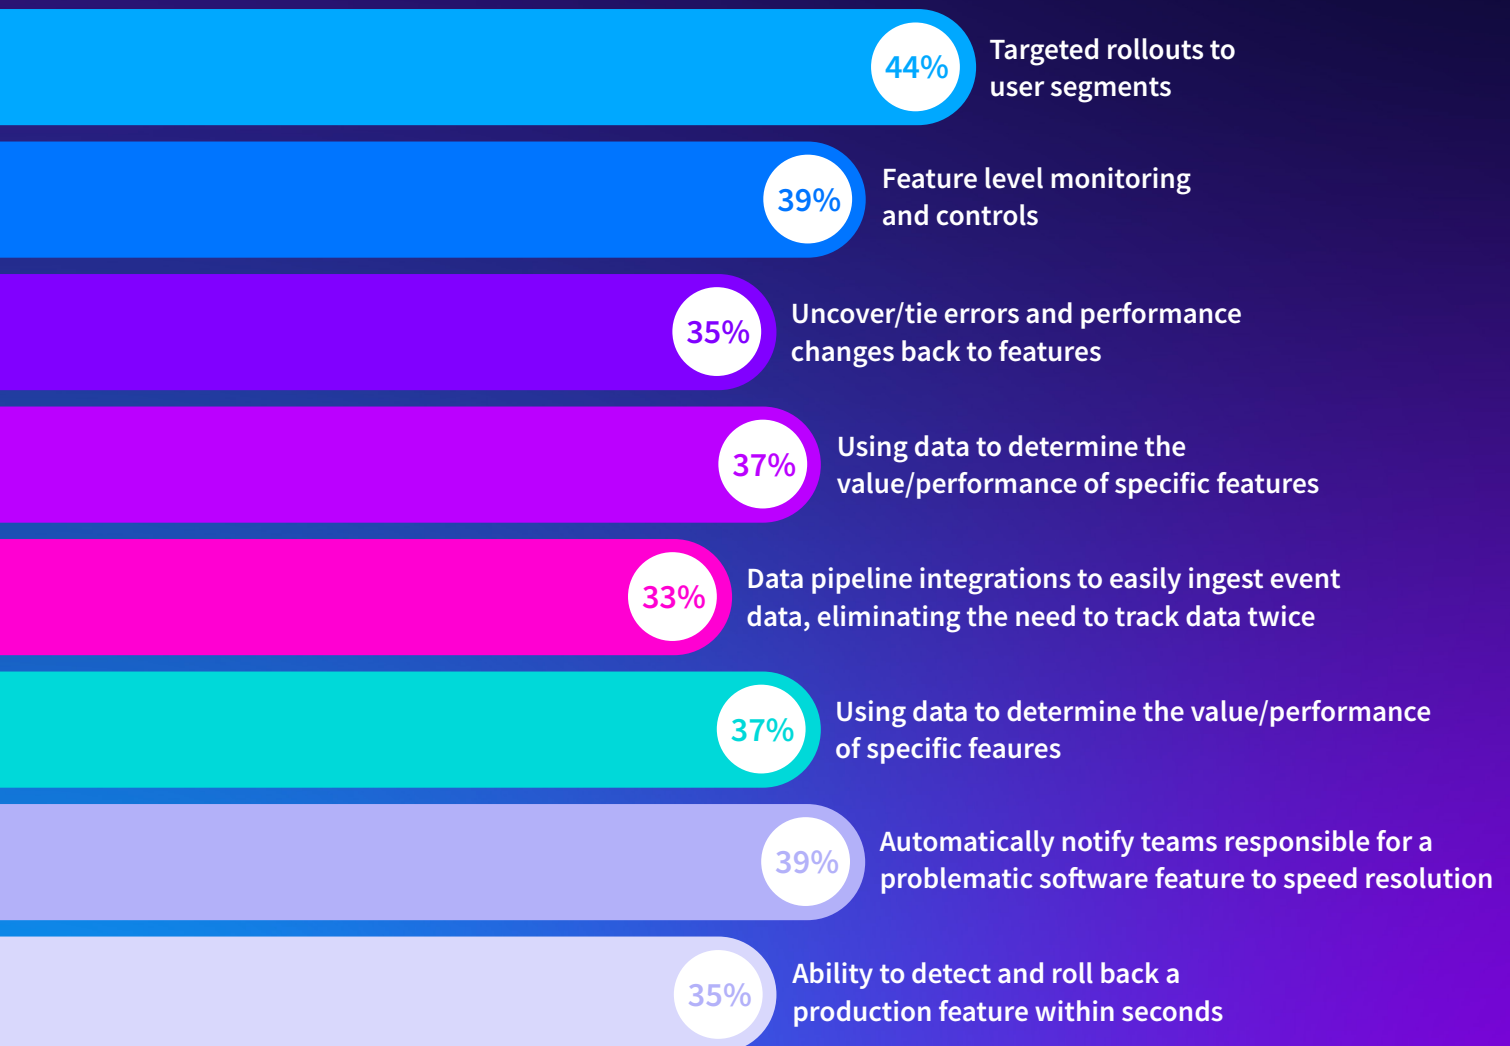 44%
Targeted rollouts to
user segments
39%
Feature level monitoring
and controls
35%
Uncover/tie errors and performance
changes back to features
37%
Using data to determine the
value/performance of specific features
33%
Data pipeline integrations to easily ingest event
data, eliminating the need to track data twice
37%
Using data to determine the value/performance
of specific feaures
39%
Automatically notify teams responsible for a
problematic software feature to speed resolution
35%
Ability to detect and roll back a
production feature within seconds